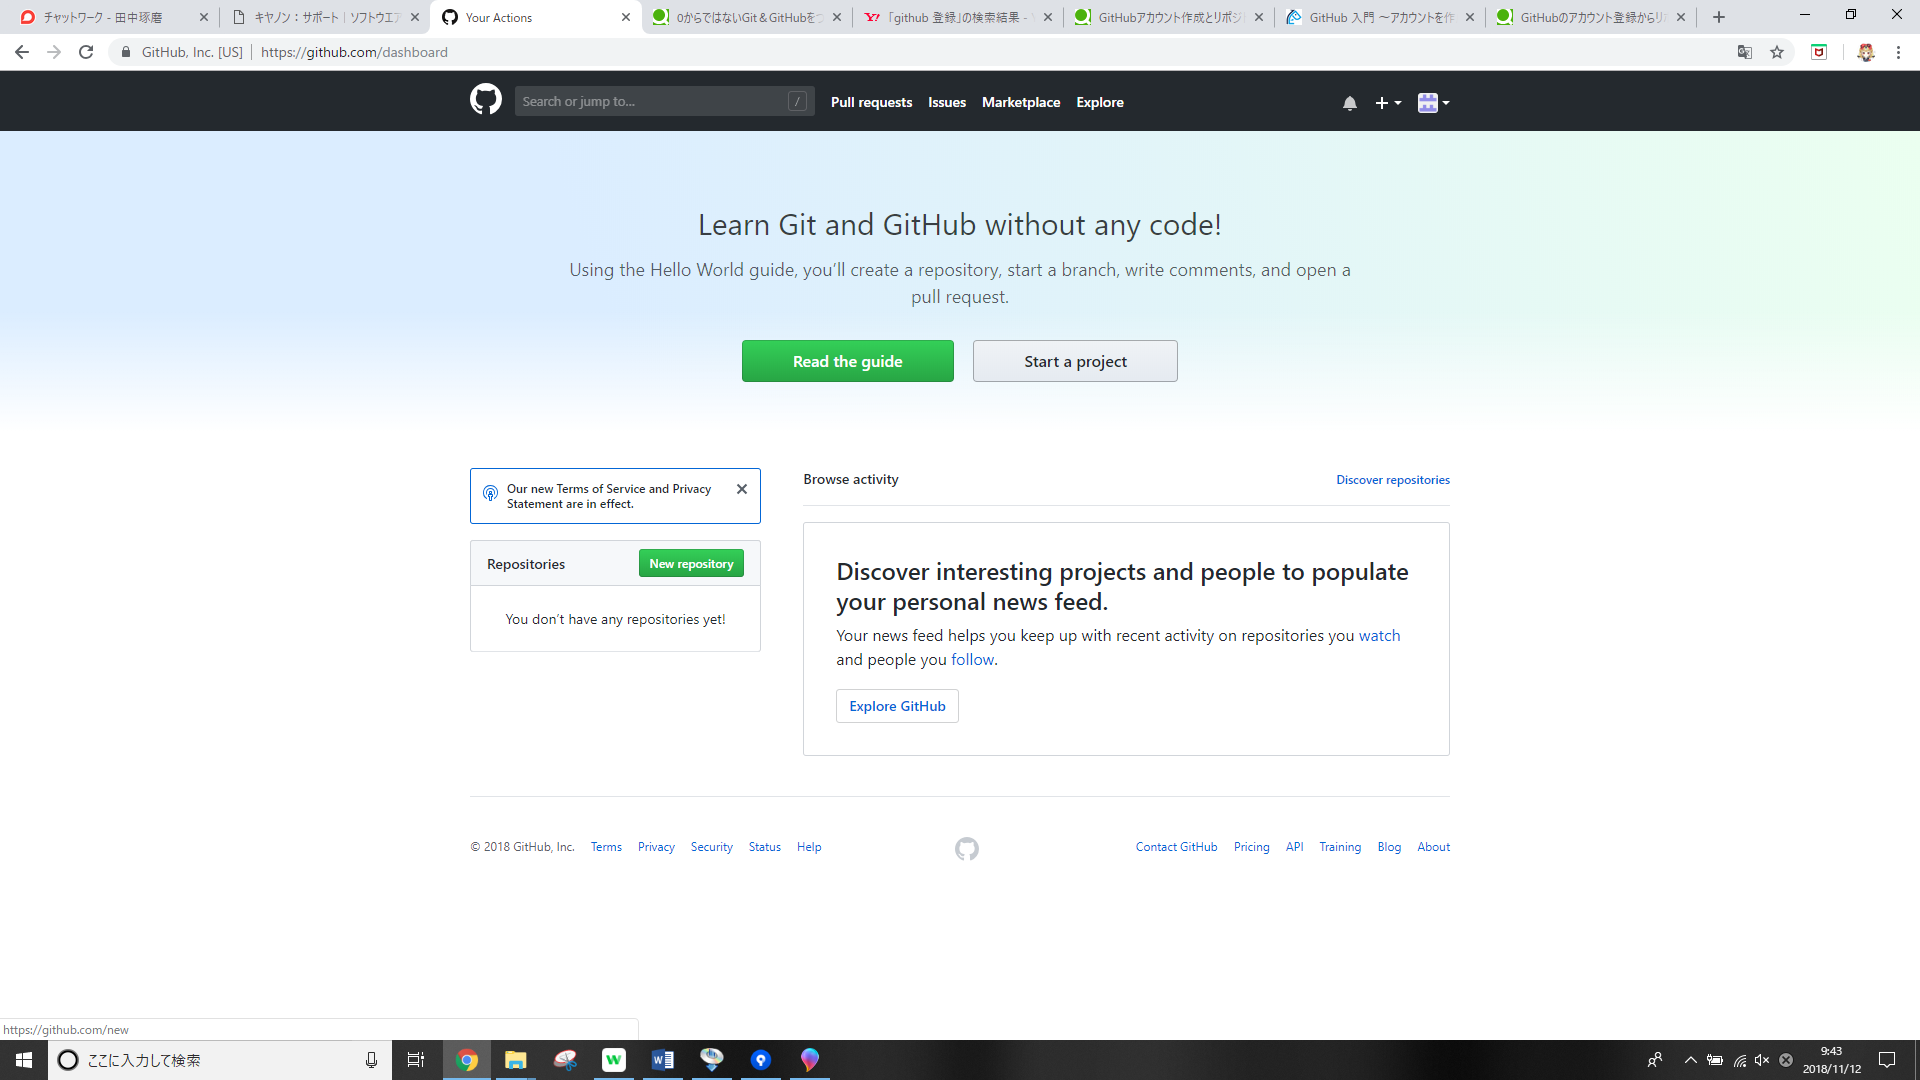 チャットワーク - 田中琢磨
キヤノン：サポート｜ソフトウエア
Your Actions
0からではないGit＆GitHubをつ
「github 登録」の検索結果 -
GitHubアカウント作成とリポジ
GitHub 入門 ～アカウントを作
GitHubのアカウント登録からリポ
GitHub, Inc. [US] | https://github.com/dashboard
Search or jump to... /
Pull requests Issues Marketplace Explore
Learn Git and GitHub without any code!
Using the Hello World guide, you’ll create a repository, start a branch, write comments, and open a
pull request.
Read the guide
Start a project
Our new Terms of Service and Privacy
Statement are in effect.
Repositories
New repository
You don’t have any repositories yet!
Browse activity
Discover repositories
Discover interesting projects and people to populate
your personal news feed.
Your news feed helps you keep up with recent activity on repositories you watch
and people you follow.
Explore GitHub
© 2018 GitHub, Inc. Terms Privacy Security Status Help
Contact GitHub Pricing API Training Blog About
https://github.com/new
ここに入力して検索
9:43
2018/11/12